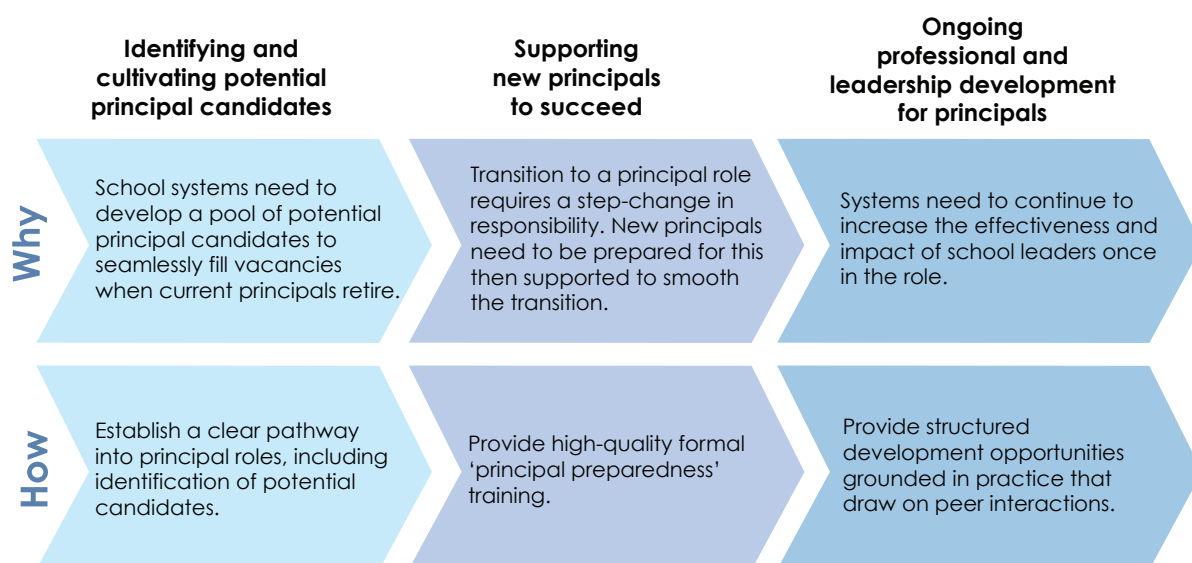 Identifying and
cultivating potential
principal candidates
Supporting
new principals
to succeed
Ongoing
professional and
leadership development
for principals
Why
School systems need to
develop a pool of potential
principal candidates to
seamlessly fill vacancies
when current principals retire.
Transition to a principal role
requires a step-change in
responsibility. New principals
need to be prepared for this
then supported to smooth
the transition.
Systems need to continue to
increase the effectiveness and
impact of school leaders once
in the role.
How
Establish a clear pathway
into principal roles, including
identification of potential
candidates.
Provide high-quality formal
‘principal preparedness’
training.
Provide structured
development opportunities
grounded in practice that
draw on peer interactions.